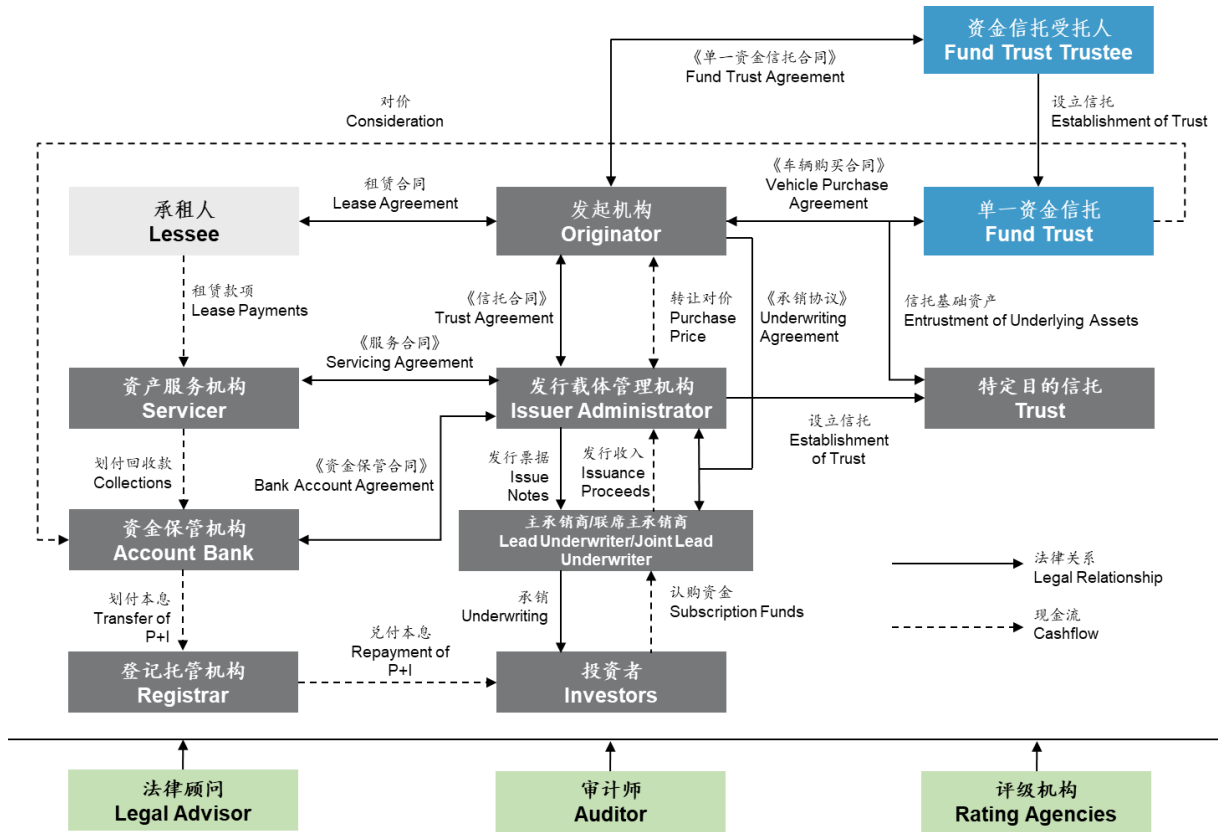 资金信托受托人
Fund Trust Trustee
《单一资金信托合同》
Fund Trust Agreement
对价
Consideration
设立信托
Establishment of Trust
租赁合同
Lease Agreement
《车辆购买合同》
Vehicle Purchase
Agreement
承租人
Lessee
发起机构
Originator
单一资金信托
Fund Trust
租赁款项
Lease Payments
《信托合同》
Trust Agreement
转让对价
Purchase
Price
《承销协议》
Underwriting
Agreement
信托基础资产
Entrustment of Underlying Assets
《服务合同》
Servicing Agreement
资产服务机构
Servicer
发行载体管理机构
Issuer Administrator
特定目的信托
Trust
设立信托
Establishment
of Trust
划付回收款
Collections
《资金保管合同》
Bank Account Agreement
发行票据
Issue
Notes
发行收入
Issuance
Proceeds
资金保管机构
Account Bank
主承销商/联席主承销商
Lead Underwriter/Joint Lead
Underwriter
法律关系
Legal Relationship
划付本息
Transfer of
P+I
承销
Underwriting
认购资金
Subscription Funds
现金流
Cashflow
兑付本息
Repayment of
P+I
登记托管机构
Registrar
投资者
Investors
法律顾问
Legal Advisor
审计师
Auditor
评级机构
Rating Agencies